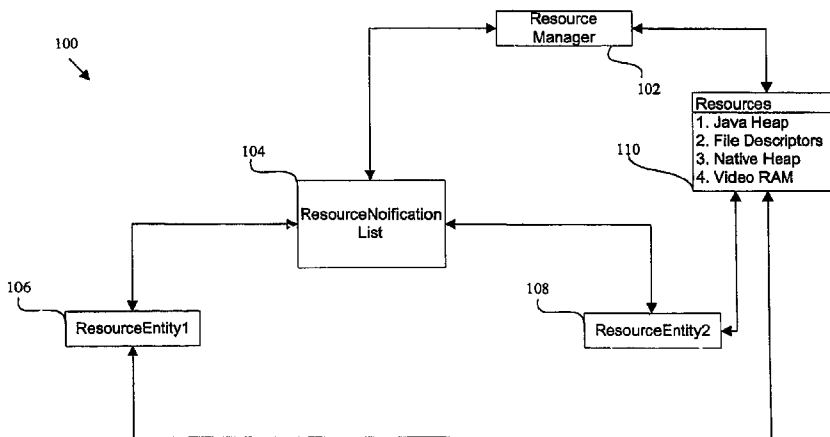 Resource
Manager
100
102
Resources
1. Java Heap
2. File Descriptors
3. Native Heap
4. Video RAM
104
110
ResourceNoification
List
106
108
ResourceEntity1
ResourceEntity2